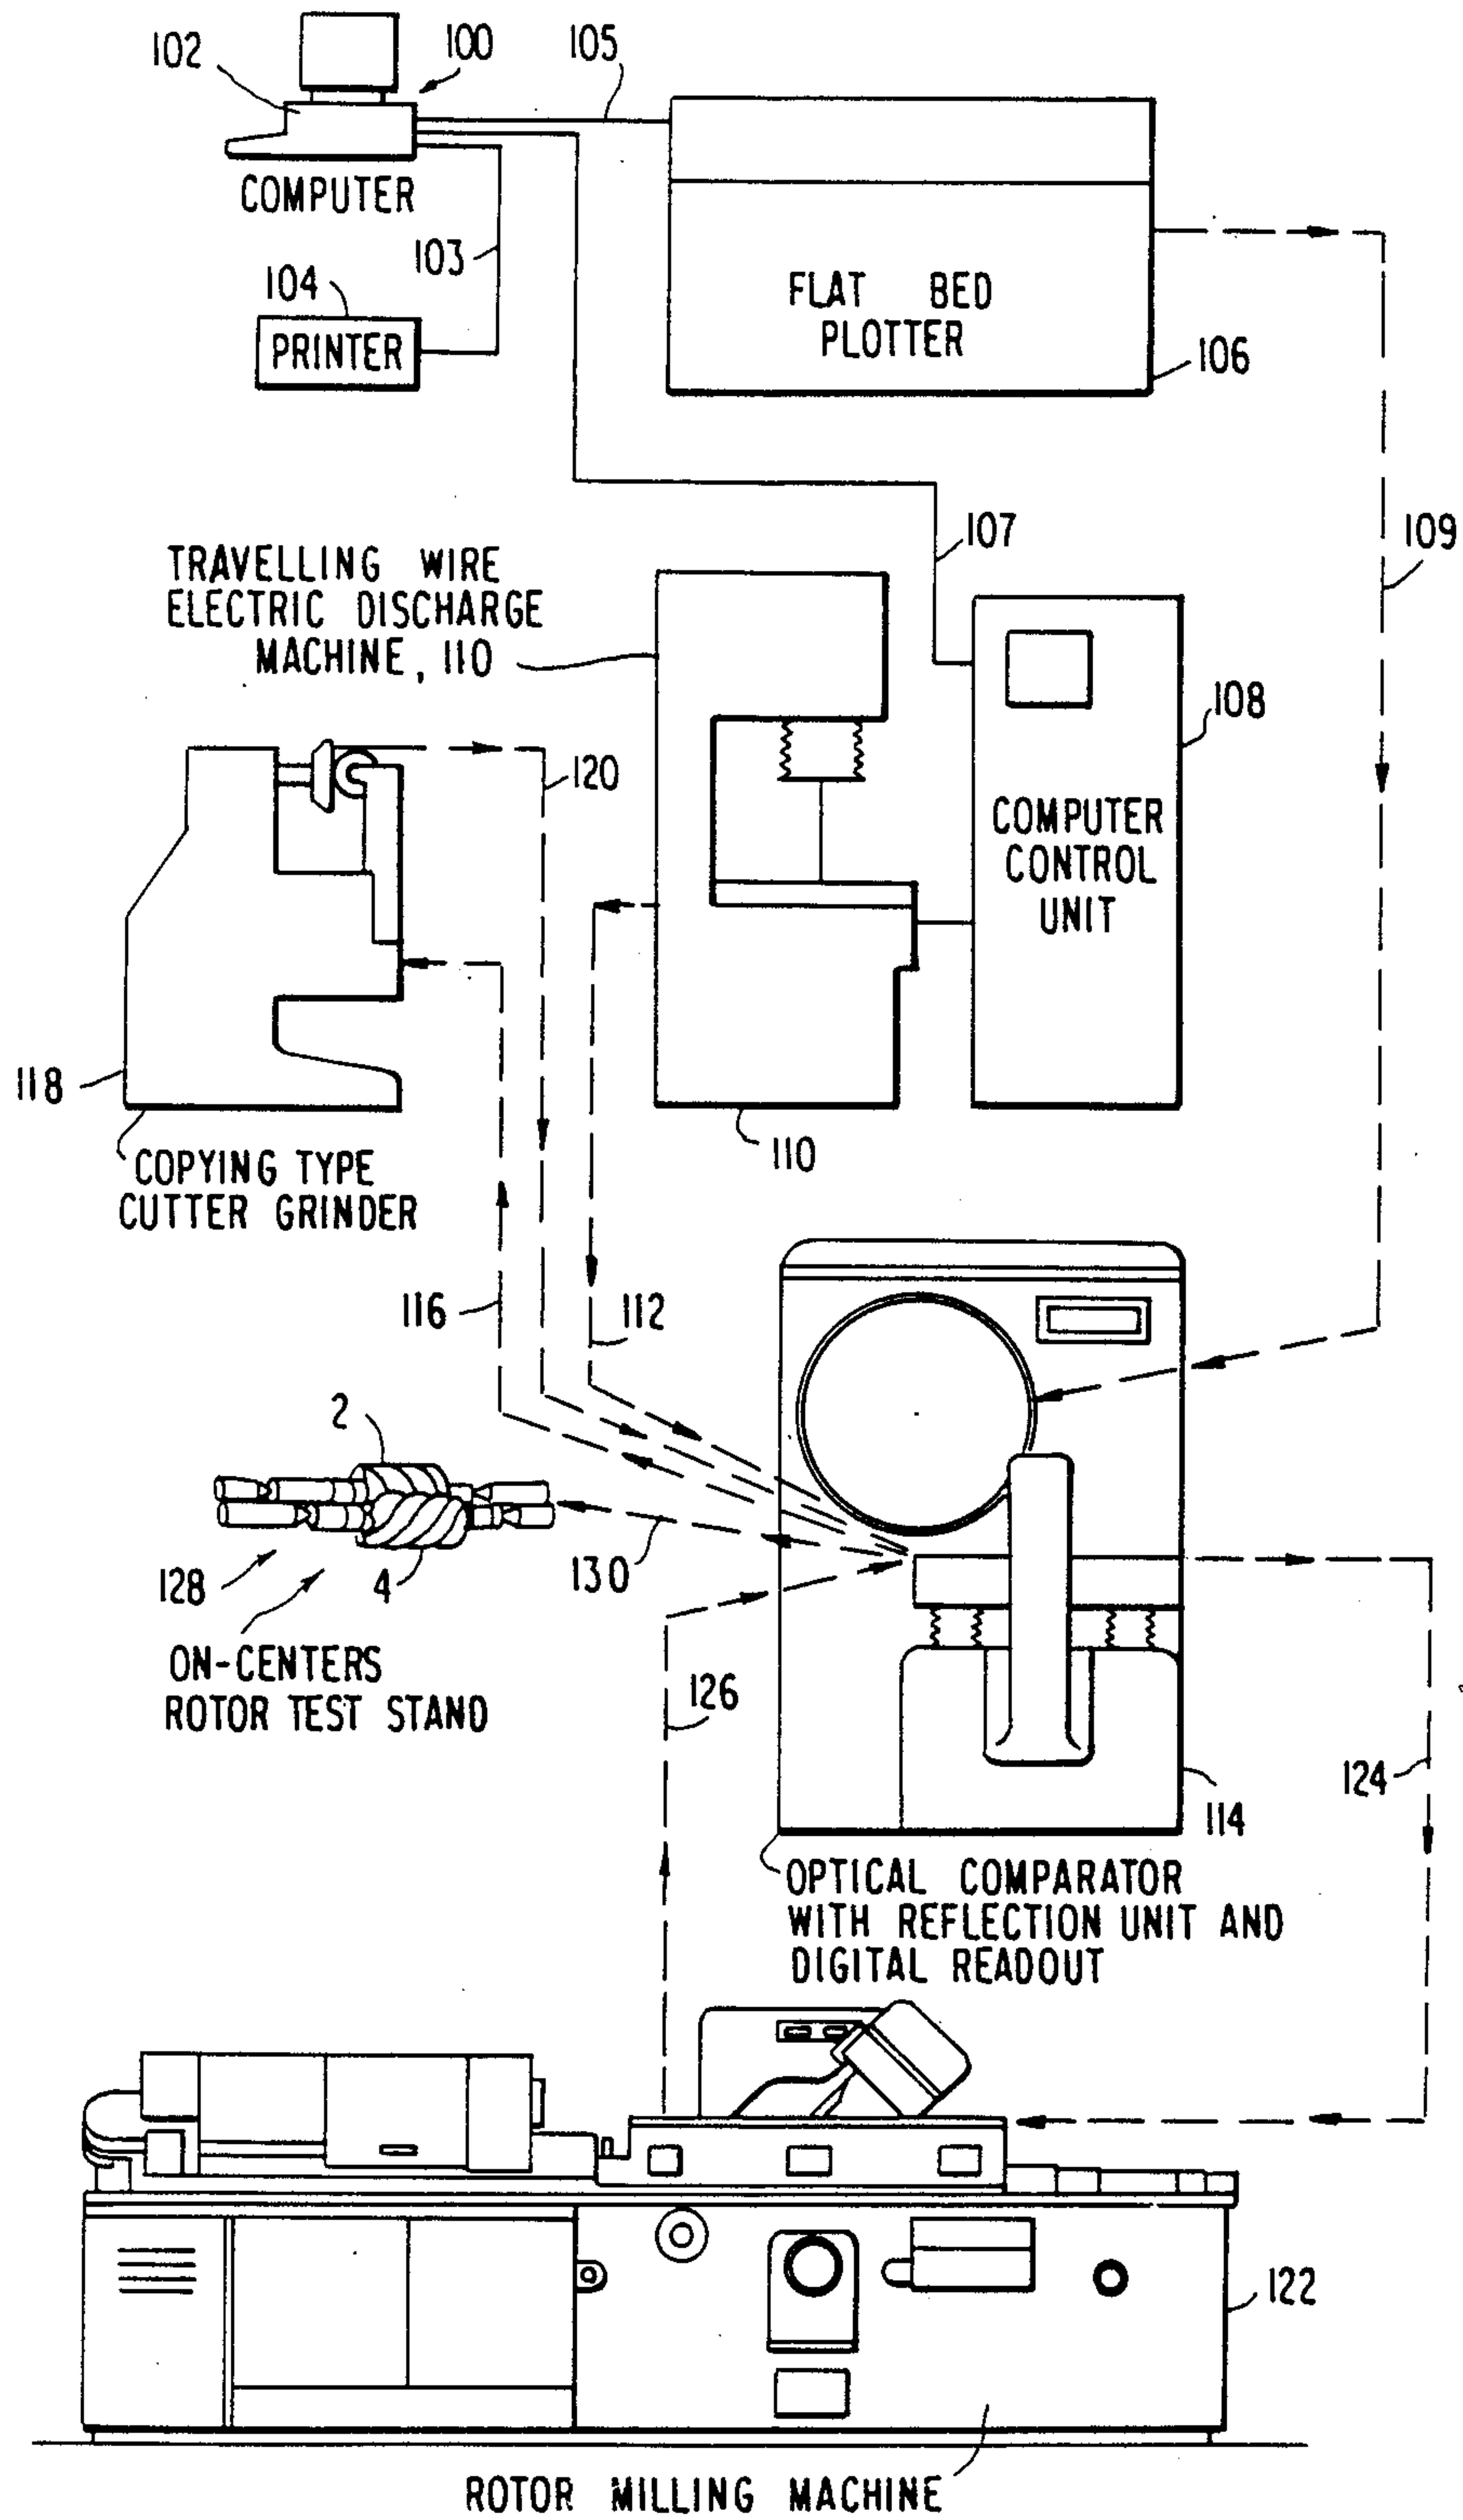 102
100
105
COMPUTER
103
104
PRINTER
FLAT BED
PLOTTER
106
107
109
TRAVELLING WIRE
ELECTRIC DISCHARGE
MACHINE, 110
108
120
COMPUTER
CONTROL
UNIT
118
110
COPYING TYPE
CUTTER GRINDER
116
112
2
128
4
130
ON-CENTERS
ROTOR TEST STAND
126
124
114
OPTICAL COMPARATOR
WITH REFLECTION UNIT AND
DIGITAL READOUT
122
ROTOR MILLING MACHINE